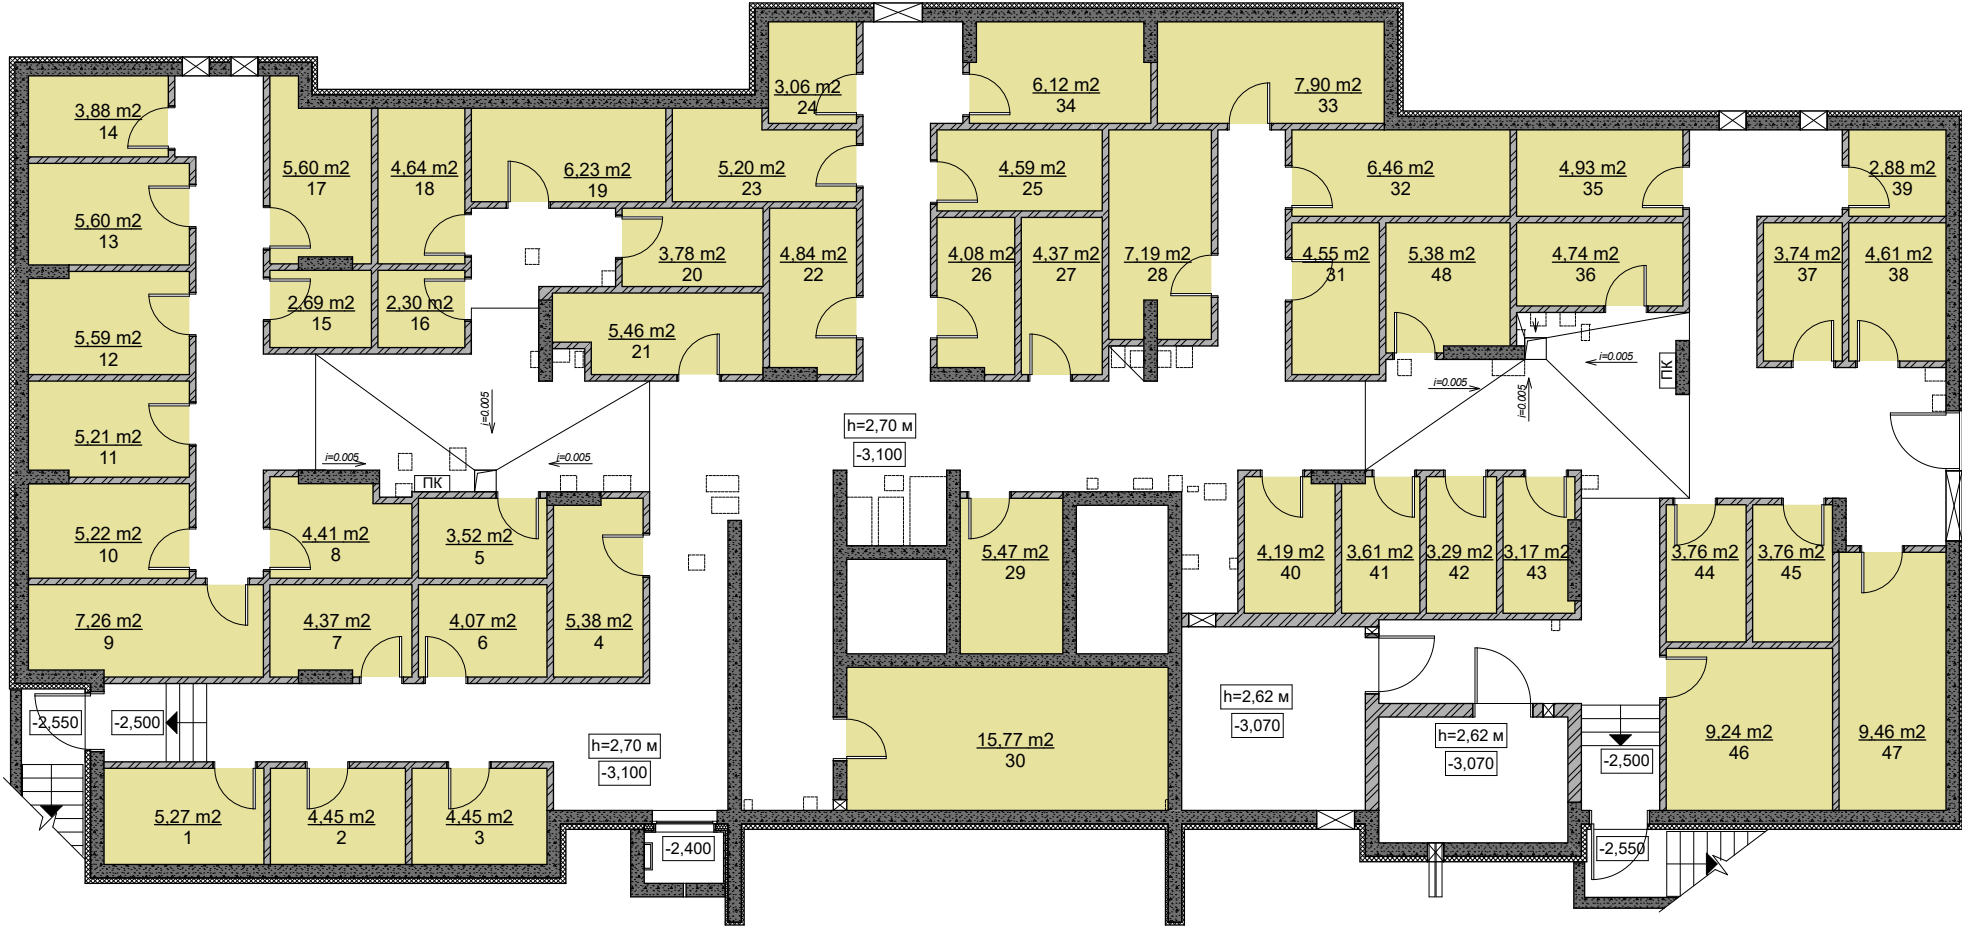 3,06 m2
24
6,12 m2
34
7,90 m2
33
3,88 m2
14
5,60 m2
17
4,64 m2
18
6,23 m2
19
5,20 m2
23
4,59 m2
25
6,46 m2
32
4,93 m2
35
2,88 m2
39
5,60 m2
13
3,78 m2
20
4,84 m2
22
4,08 m2
26
4,37 m2
27
7,19 m2
28
4,55 m2
31
5,38 m2
48
4,74 m2
36
3,74 m2
37
4,61 m2
38
2,69 m2
15
2,30 m2
16
5,59 m2
12
5,46 m2
21
i=0.005
i=0.005
i=0.005
i=0.005
ПК
5,21 m2
11
h=2,70 м
-3,100
i=0.005
i=0.005
ПК
5,22 m2
10
4,41 m2
8
3,52 m2
5
5,47 m2
29
4,19 m2
40
3,61 m2
41
3,29 m2
42
3,17 m2
43
3,76 m2
44
3,76 m2
45
7,26 m2
9
4,37 m2
7
4,07 m2
6
5,38 m2
4
-2,550
-2,500
h=2,70 м
-3,100
15,77 m2
30
h=2,62 м
-3,070
h=2,62 м
-3,070
-2,500
9,24 m2
46
9,46 m2
47
5,27 m2
1
4,45 m2
2
4,45 m2
3
-2,400
-2,550